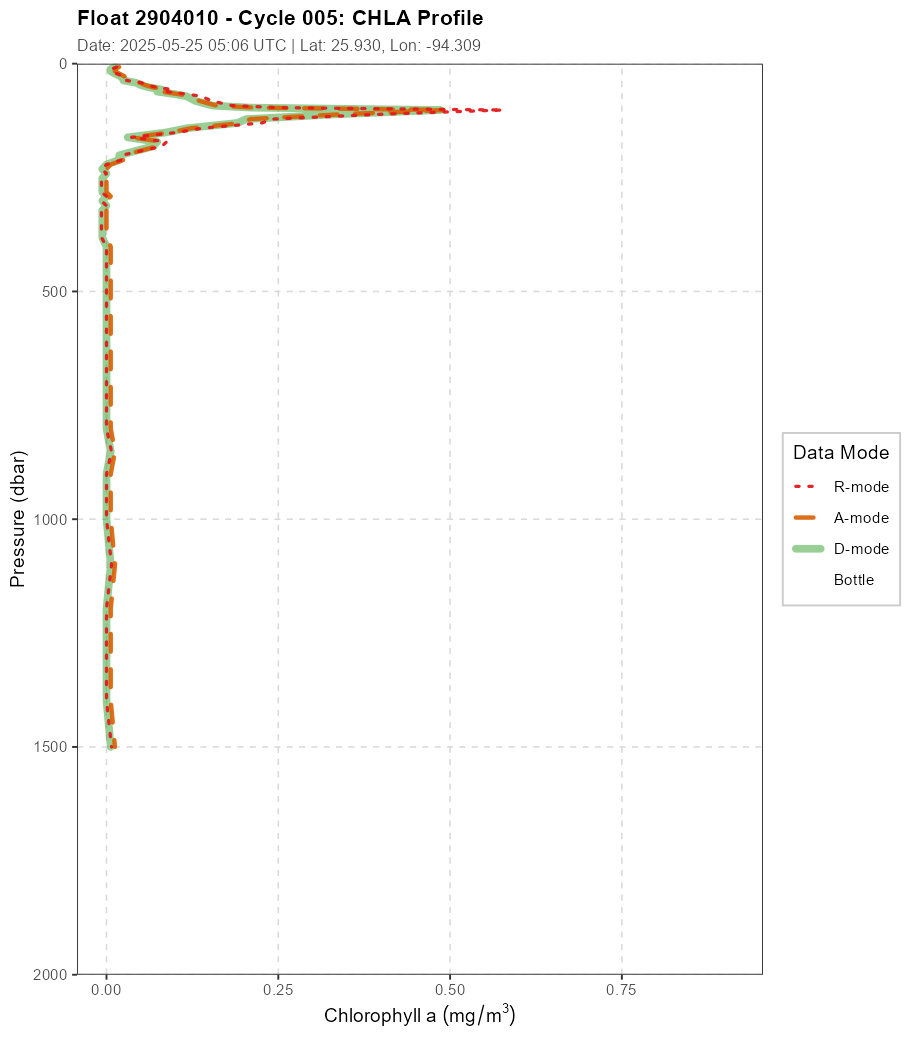 Float 2904010 - Cycle 005: CHLA Profile
Date: 2025-05-25 05:06 UTC | Lat: 25.930, Lon: -94.309
0
500
1000
1500
2000
Pressure (dbar)
0.00 0.25 0.50 0.75
Chlorophyll a (mg/m³)
Data Mode
R-mode
A-mode
D-mode
Bottle